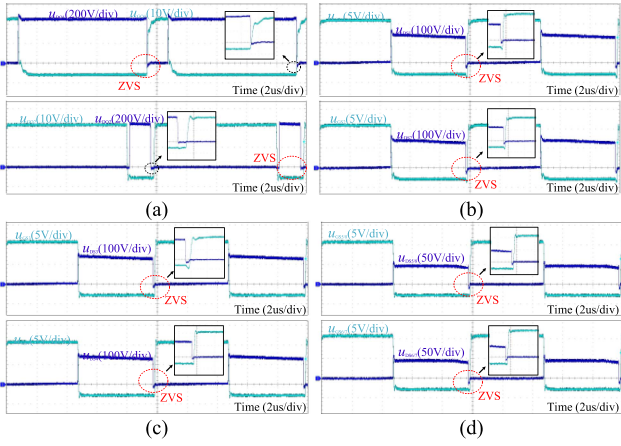 (200V/div) (10V/div)
ZVS
Time (2us/div)
(10V/div) (200V/div)
ZVS
Time (2us/div)
(a)
(5V/div)
(100V/div)
ZVS
Time (2us/div)
(5V/div)
(100V/div)
ZVS
Time (2us/div)
(b)
(5V/div)
(100V/div)
ZVS
Time (2us/div)
(5V/div)
(100V/div)
ZVS
Time (2us/div)
(c)
(5V/div)
(50V/div)
ZVS
Time (2us/div)
(5V/div)
(50V/div)
ZVS
Time (2us/div)
(d)